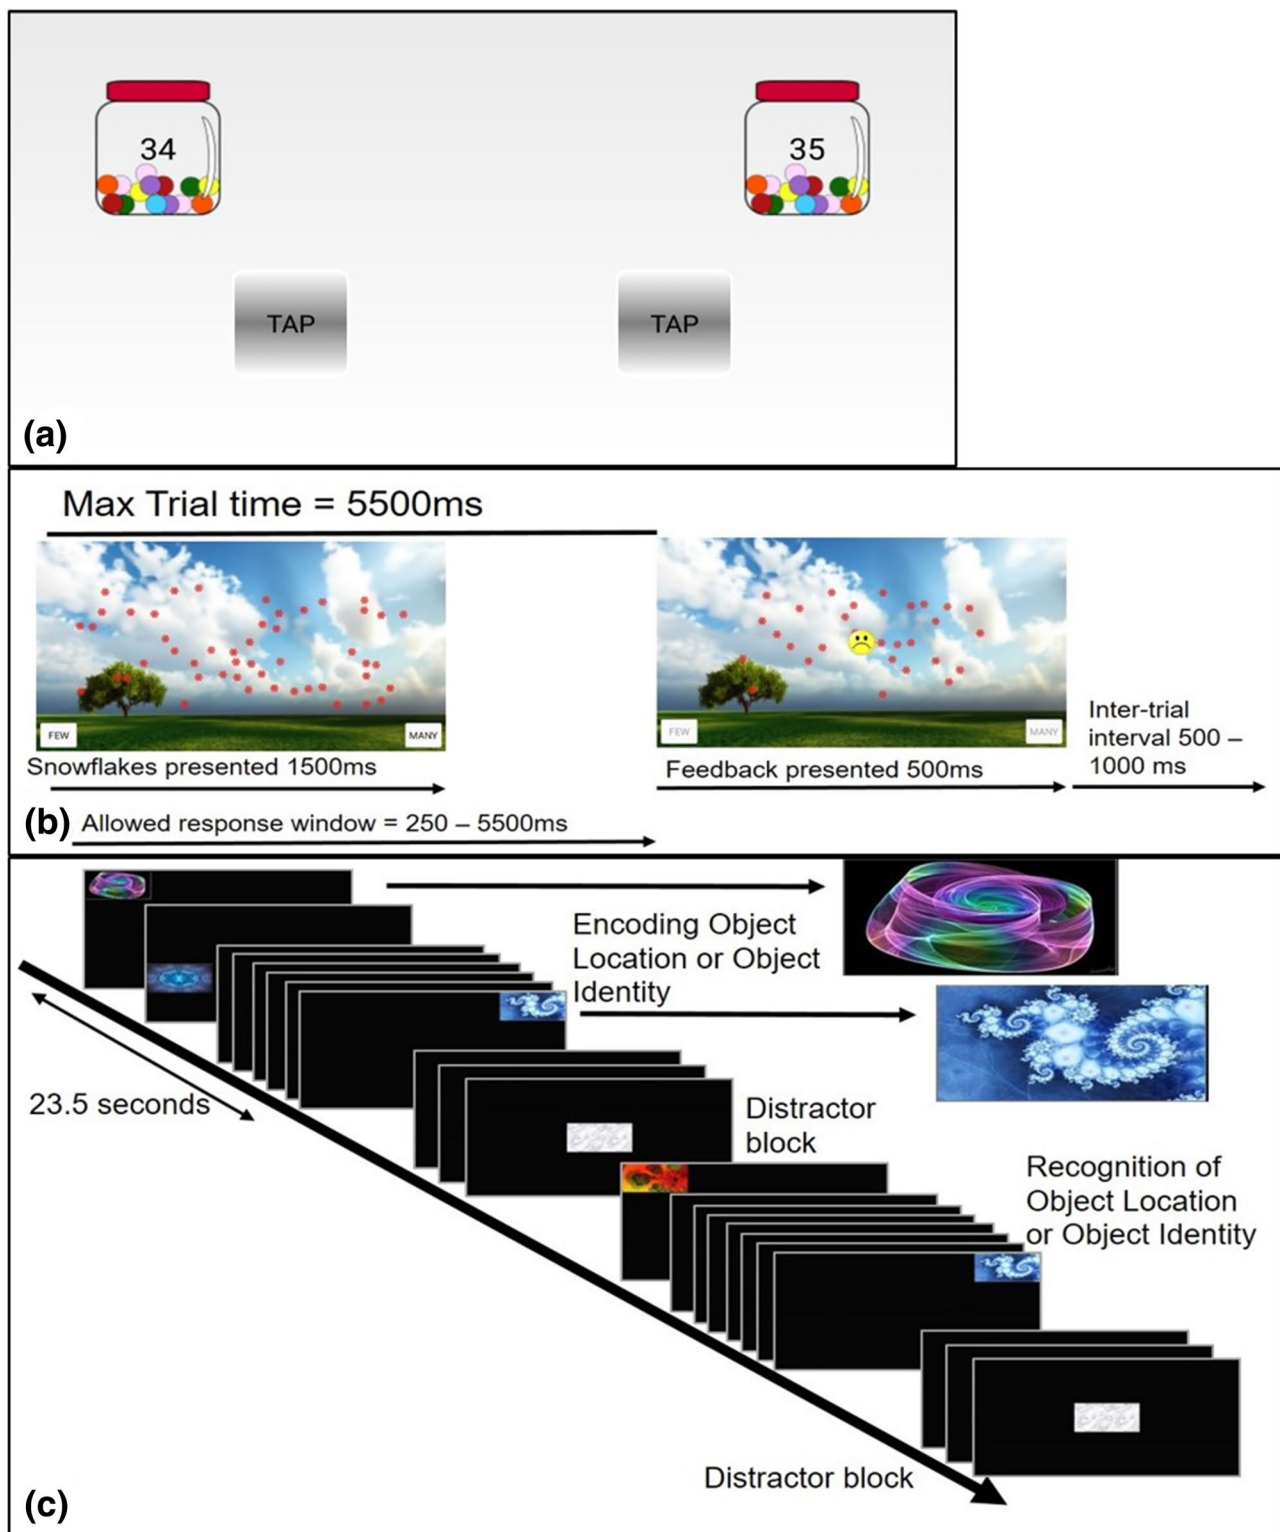 34
35
TAP
TAP
(a)
Max Trial time = 5500ms
FEW
MANY
FEW
MANY
Snowflakes presented 1500ms
Feedback presented 500ms
Inter-trial
interval 500 –
1000 ms
(b)
Allowed response window = 250 – 5500ms
Encoding Object
Location or Object
Identity
23.5 seconds
Distractor
block
Recognition of
Object Location
or Object Identity
Distractor block
(c)